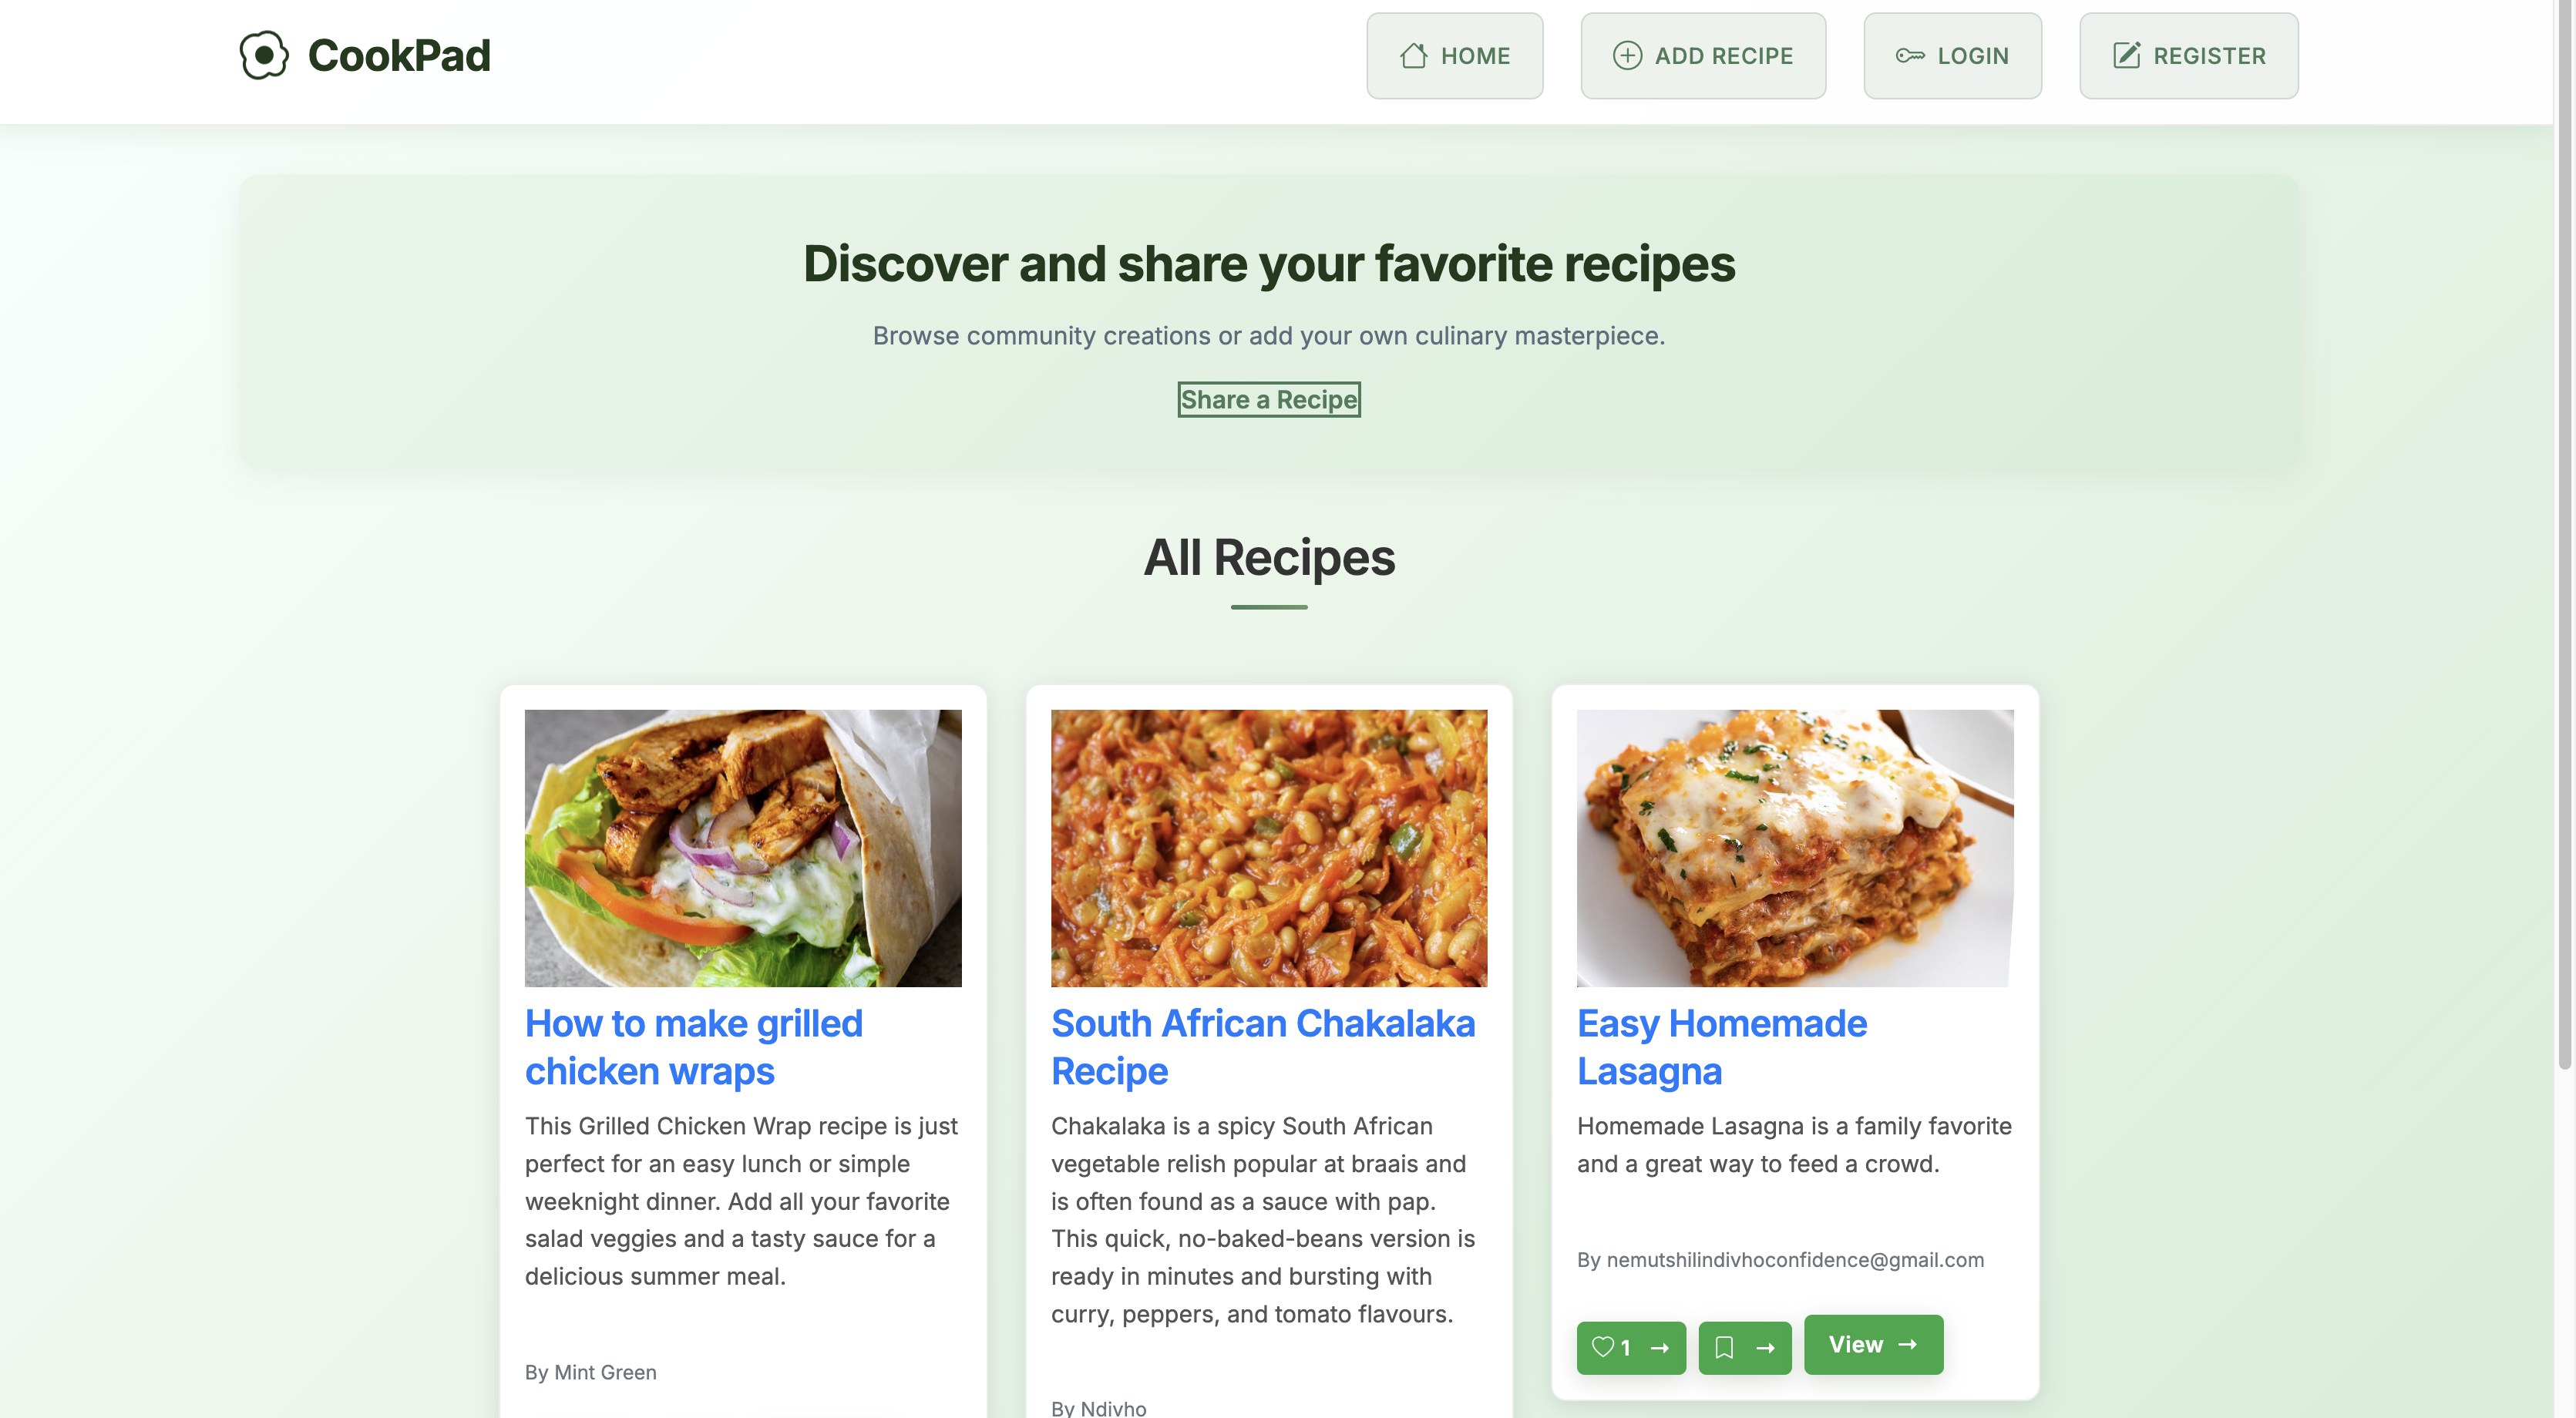 CookPad
HOME
ADD RECIPE
LOGIN
REGISTER
Discover and share your favorite recipes
Browse community creations or add your own culinary masterpiece.
Share a Recipe
All Recipes
How to make grilled
chicken wraps
This Grilled Chicken Wrap recipe is just
perfect for an easy lunch or simple
weeknight dinner. Add all your favorite
salad veggies and a tasty sauce for a
delicious summer meal.
By Mint Green
South African Chakalaka
Recipe
Chakalaka is a spicy South African
vegetable relish popular at braais and
is often found as a sauce with pap.
This quick, no-baked-beans version is
ready in minutes and bursting with
curry, peppers, and tomato flavours.
By Ndivho
Easy Homemade
Lasagna
Homemade Lasagna is a family favorite
and a great way to feed a crowd.
By nemutshilindivhoconfidence@gmail.com
1 →
→
View →